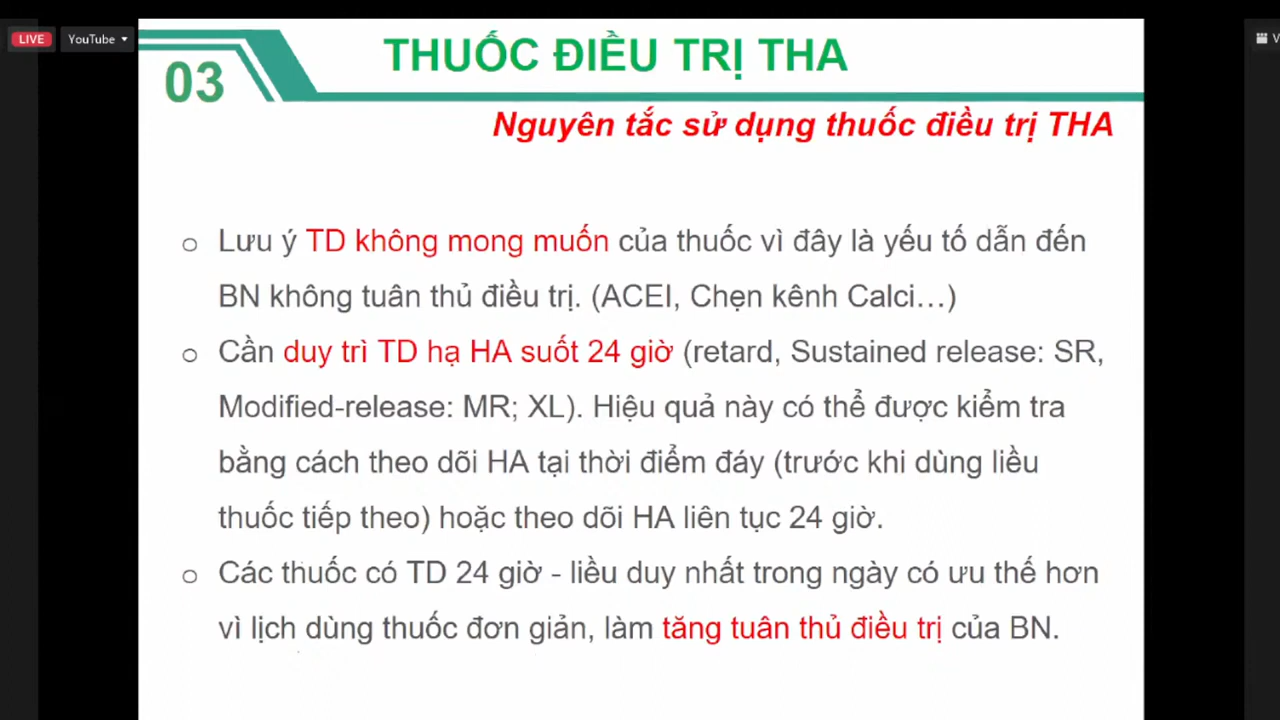 LIVE
YouTube
V
03
THUỐC ĐIỀU TRỊ THA
Nguyên tắc sử dụng thuốc điều trị THA
o Lưu ý TD không mong muốn của thuốc vì đây là yếu tố dẫn đến
BN không tuân thủ điều trị. (ACEI, Chẹn kênh Calci...)
o Cần duy trì TD hạ HA suốt 24 giờ (retard, Sustained release: SR,
Modified-release: MR; XL). Hiệu quả này có thể được kiểm tra
bằng cách theo dõi HA tại thời điểm đáy (trước khi dùng liều
thuốc tiếp theo) hoặc theo dõi HA liên tục 24 giờ.
o Các thuốc có TD 24 giờ - liều duy nhất trong ngày có ưu thế hơn
vì lịch dùng thuốc đơn giản, làm tăng tuân thủ điều trị của BN.